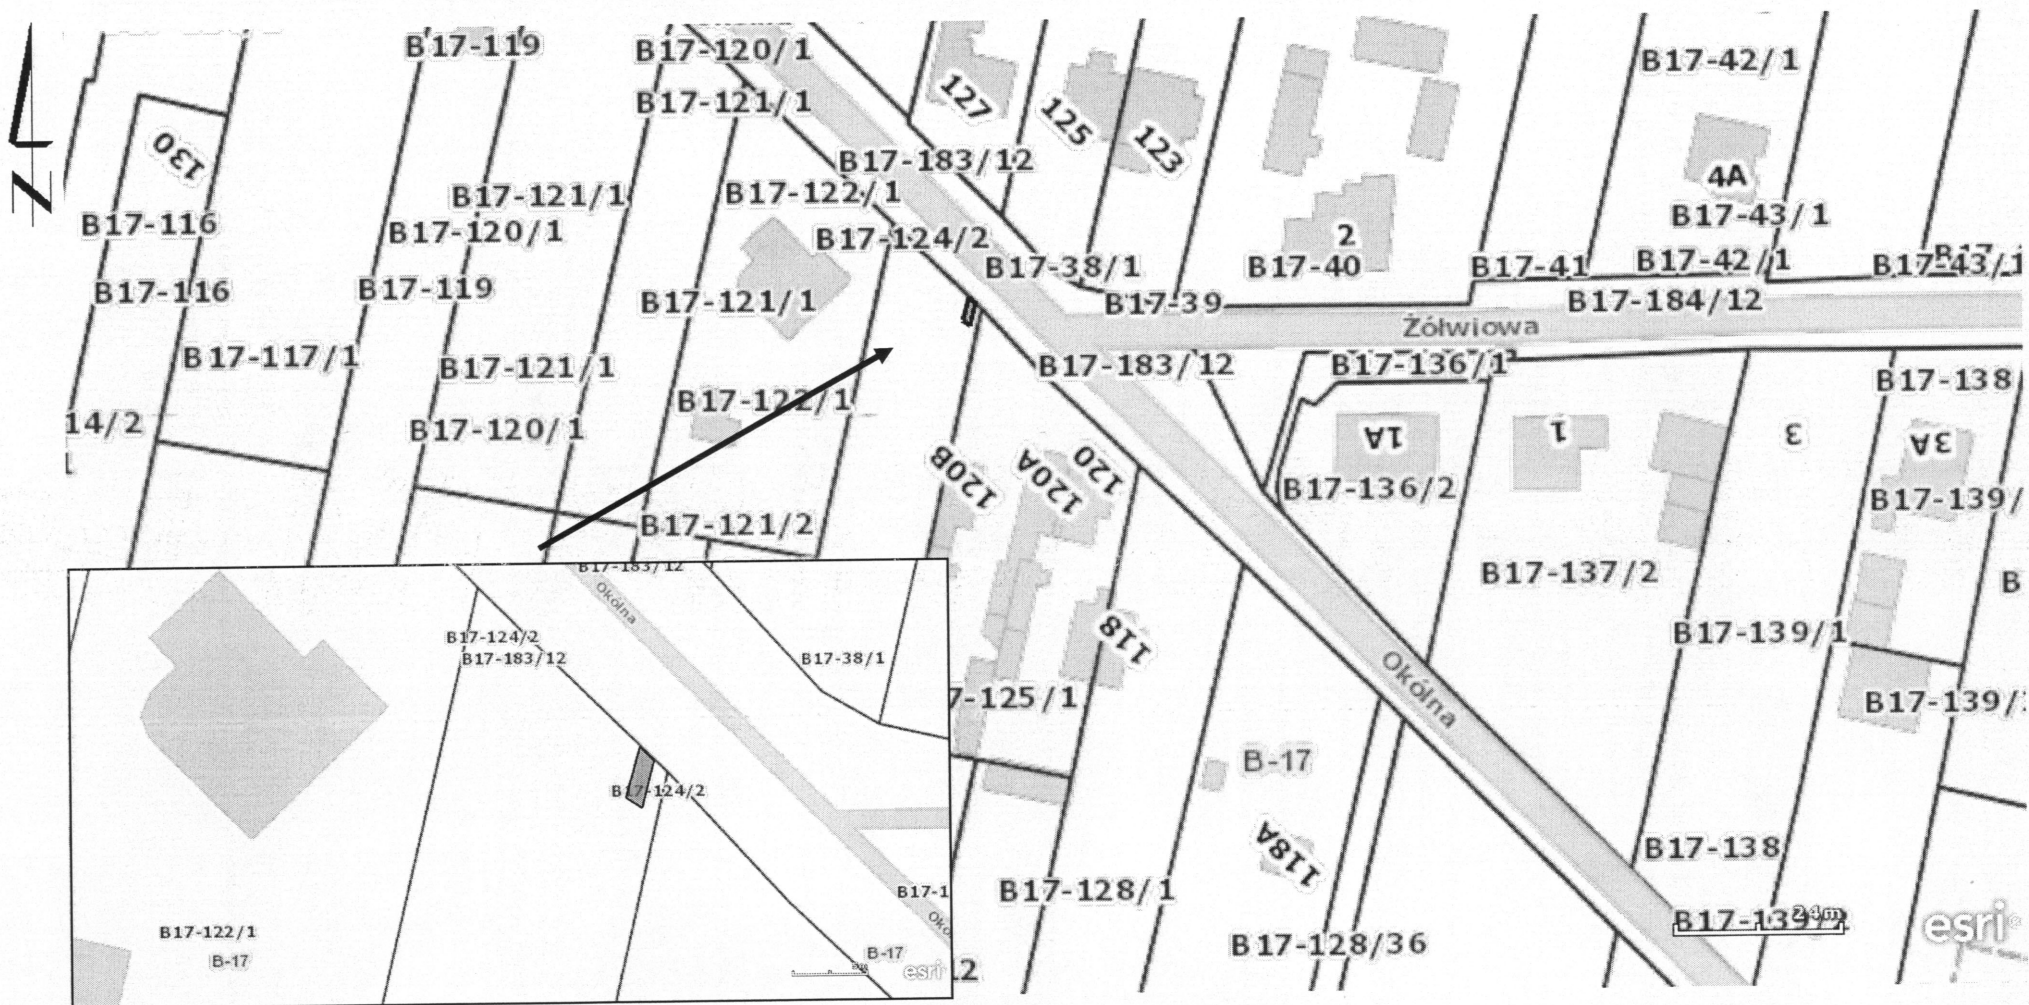 B17-119
B17-120/1
B17-42/1
B17-121/1
127
125
123
130
B17-183/12
4A
B17-121/1
B17-122/1
B17-116
B17-120/1
B17-124/2
2
B17-43/1
B17-38/1
B17-40
B17-41
B17-42/1
B17-43/1
B17-116
B17-119
B17-121/1
B17-39
B17-184/12
Żółwiowa
B17-117/1
B17-121/1
B17-183/12
B17-136/1
B17-138
B17-122/1
14/2
B17-120/1
1A
1
3
3A
120B
120A
120
B17-136/2
B17-139/
B17-121/2
B17-137/2
B
118
B17-139/1
Okólna
7-125/1
B17-139/
B-17
118A
B17-138
B17-128/1
B17-139/
24m
esri
B17-128/36
12
N
B17-183/12
Okólna
B17-124/2
B17-183/12
B17-38/1
B17-124/2
B17-1
Oko
B17-122/1
B-17
B-17
esri